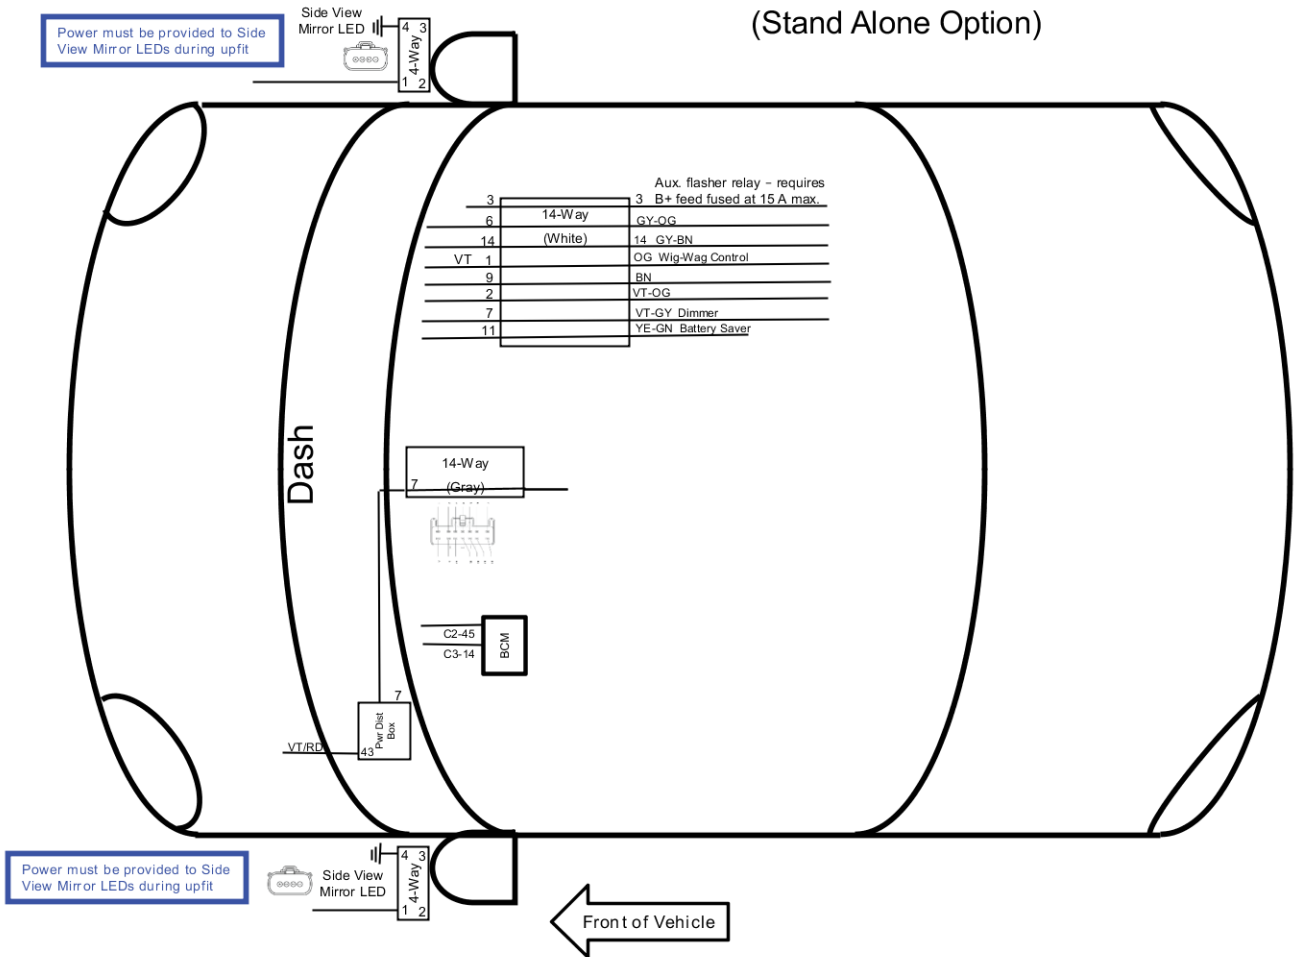 (Stand Alone Option)
Power must be provided to Side
View Mirror LEDs during upfit
Side View
Mirror LED
4 3
4-Way
1 2
Aux. flasher relay – requires
3 3 B+ feed fused at 15 A max.
14-Way
(White)
6 GY-OG
14 14 GY-BN
VT 1 OG Wig-Wag Control
9 BN
2 VT-OG
7 VT-GY Dimmer
11 YE-GN Battery Saver
Dash
14-Way
7 (Gray)
C2-45
C3-14
BCM
7
Pwr Dist
Box
VT/RD 43
Power must be provided to Side
View Mirror LEDs during upfit
Side View
Mirror LED
4 3
4-Way
1 2
Front of Vehicle